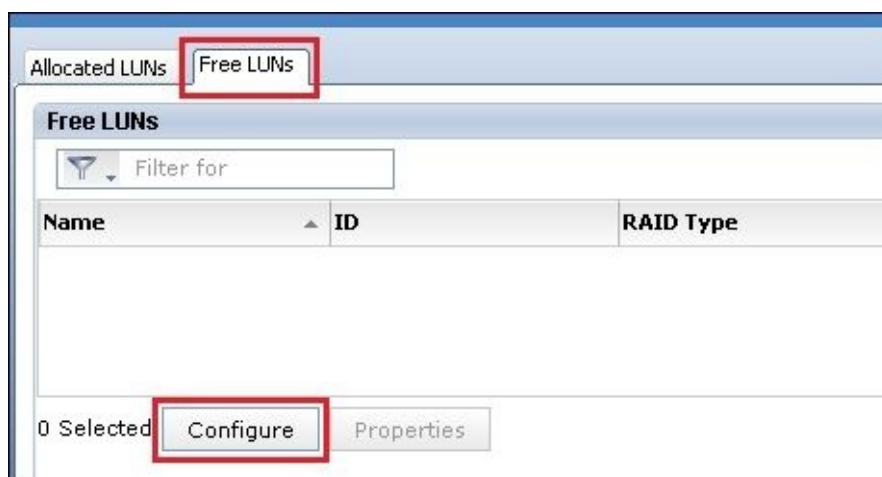 Allocated LUNs Free LUNs
Free LUNs
Filter for
Name ID RAID Type
0 Selected Configure Properties